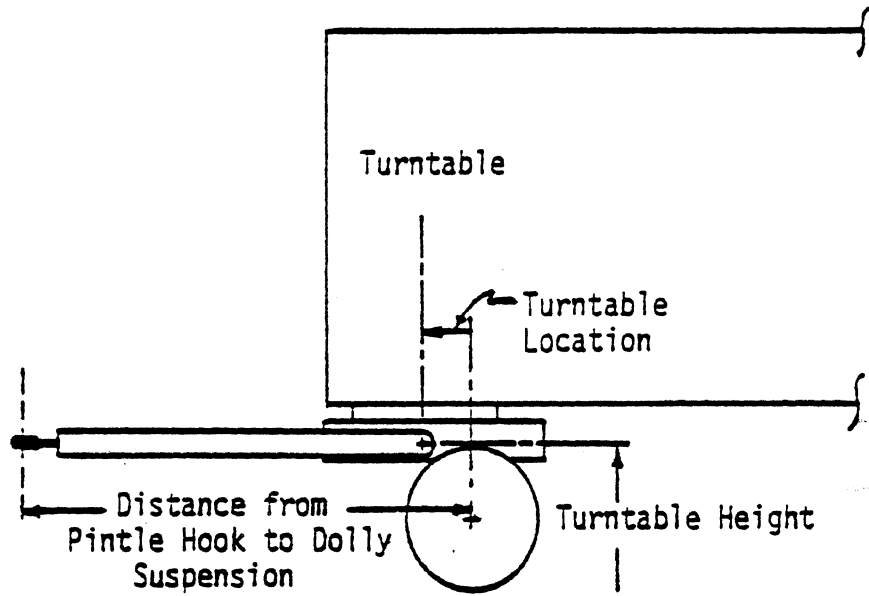 Turntable
Turntable
Location
Distance from
Pintle Hook to Dolly
Suspension
Turntable Height